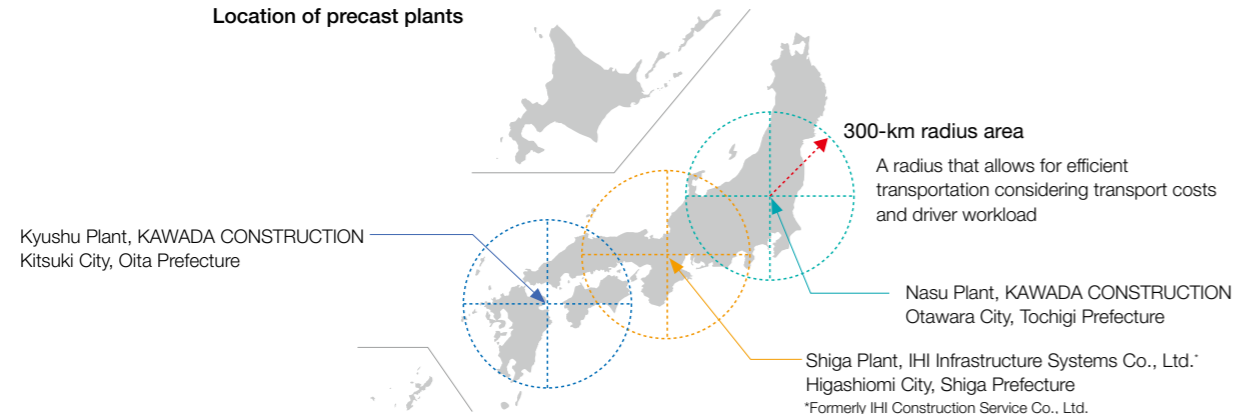 Location of precast plants
300-km radius area
A radius that allows for efficient
transportation considering transport costs
and driver workload
Kyushu Plant, KAWADA CONSTRUCTION
Kitsuki City, Oita Prefecture
Nasu Plant, KAWADA CONSTRUCTION
Otawara City, Tochigi Prefecture
Shiga Plant, IHI Infrastructure Systems Co., Ltd.*
Higashiomi City, Shiga Prefecture
*Formerly IHI Construction Service Co., Ltd.